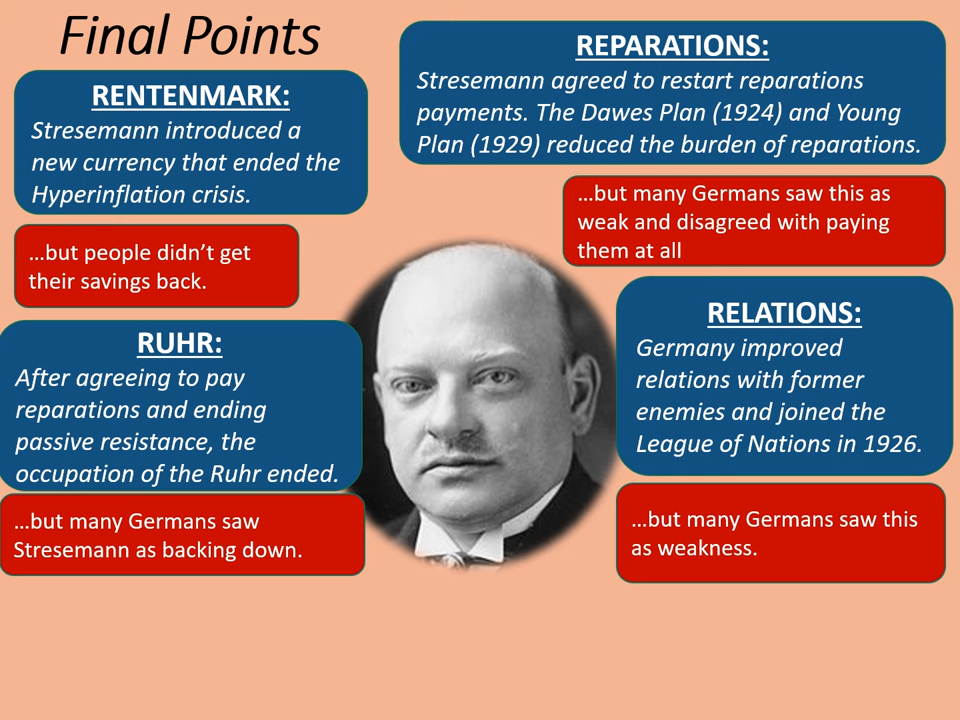 Final Points
RENTENMARK:
Stresemann introduced a
new currency that ended the
Hyperinflation crisis.
…but people didn’t get
their savings back.
REPARATIONS:
Stresemann agreed to restart reparations
payments. The Dawes Plan (1924) and Young
Plan (1929) reduced the burden of reparations.
…but many Germans saw this as
weak and disagreed with paying
them at all
RUHR:
After agreeing to pay
reparations and ending
passive resistance, the
occupation of the Ruhr ended.
…but many Germans saw
Stresemann as backing down.
RELATIONS:
Germany improved
relations with former
enemies and joined the
League of Nations in 1926.
…but many Germans saw this
as weakness.